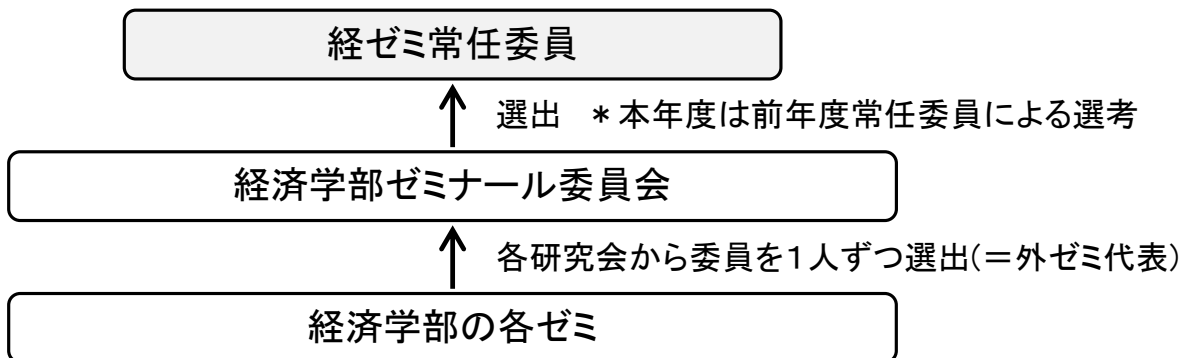 経ゼミ常任委員
選出　＊本年度は前年度常任委員による選考
経済学部ゼミナール委員会
各研究会から委員を１人ずつ選出(＝外ゼミ代表)
経済学部の各ゼミ